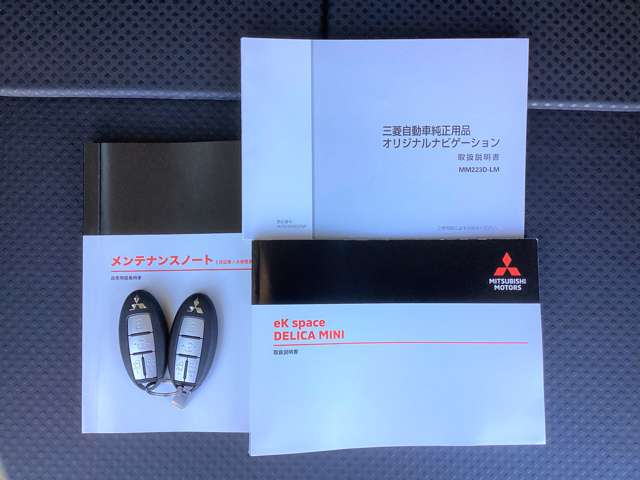 三菱自動車純正用品
オリジナルナビゲーション
取扱説明書
MM223D-LM
メンテナンスノート
MITSUBISHI
MOTORS
eK space
DELICA MINI
取扱説明書